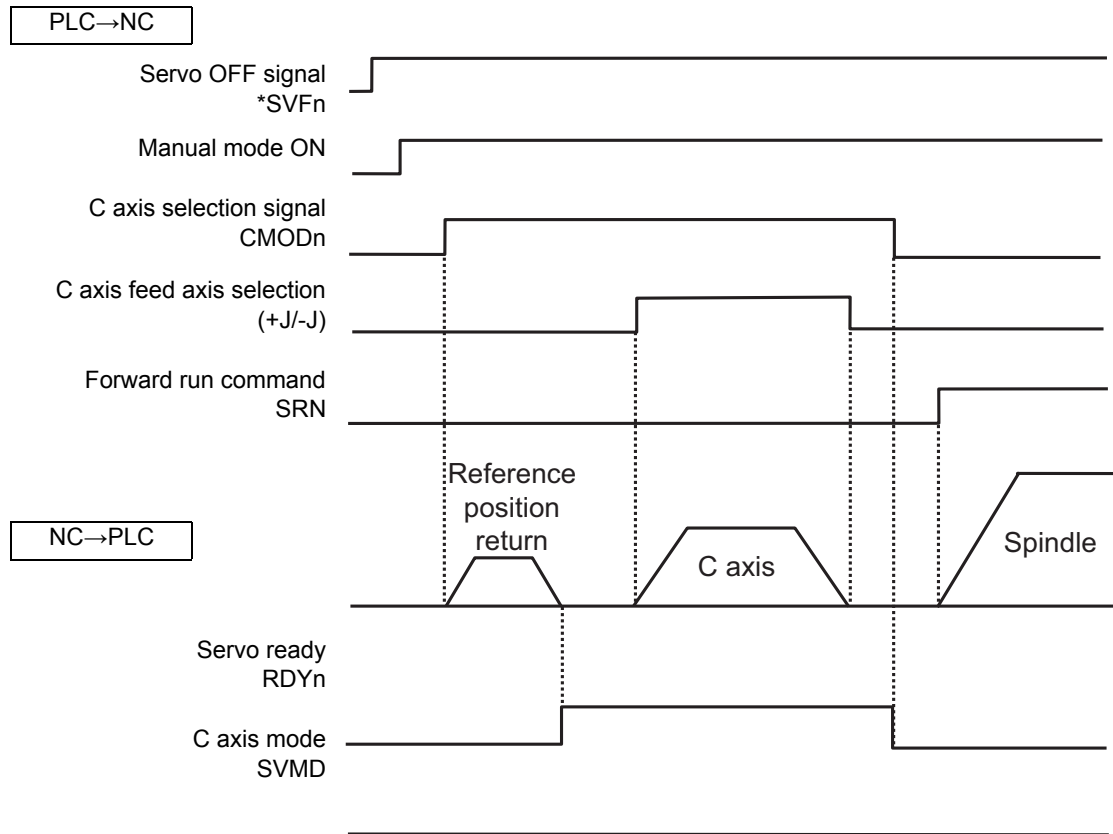 PLC→NC
Servo OFF signal
*SVFn
Manual mode ON
C axis selection signal
CMODn
C axis feed axis selection
(+J/-J)
Forward run command
SRN
Reference
position
return
NC→PLC
C axis
Spindle
Servo ready
RDYn
C axis mode
SVMD